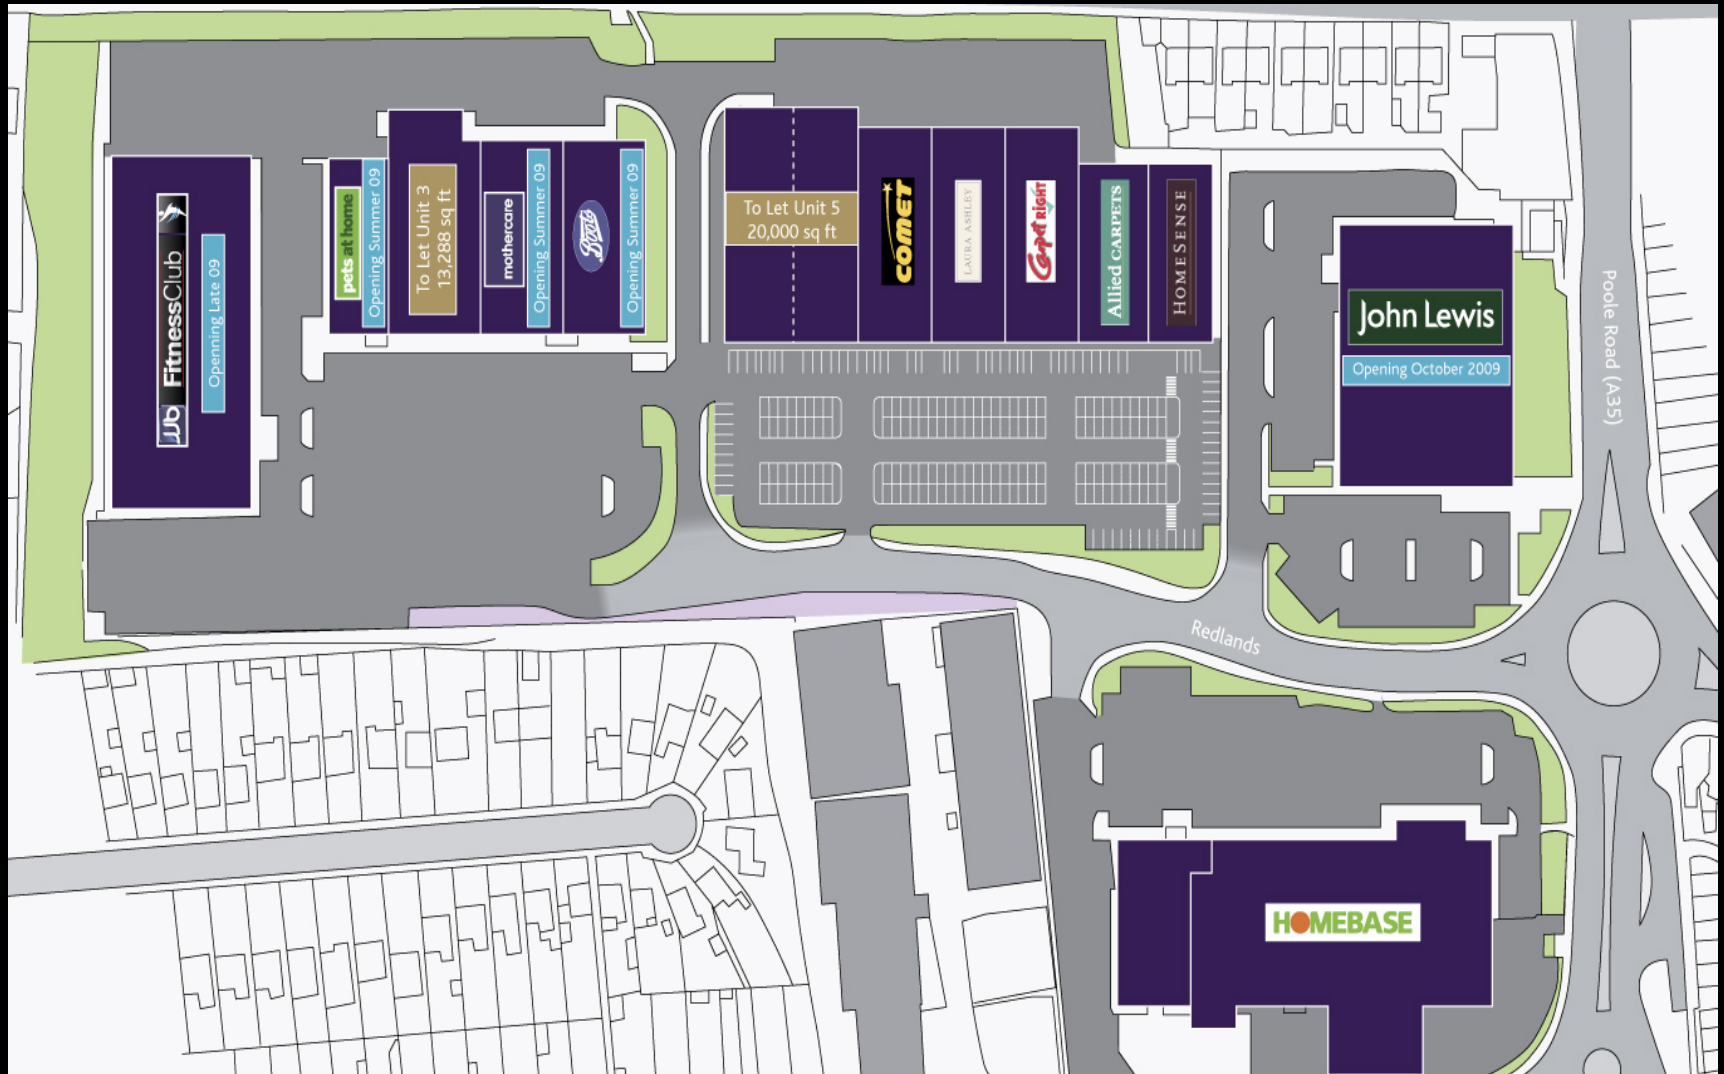 FitnessClub
Openning Late 09
pets at home
Opening Summer 09
To Let Unit 3
13,288 sq ft
mothercare
Opening Summer 09
Boots
Opening Summer 09
To Let Unit 5
20,000 sq ft
COMET
LAURA ASHLEY
Carpet RiGHT
Allied CARPETS
HOMESENSE
John Lewis
Opening October 2009
Poole Road (A35)
Redlands
HOMEBASE